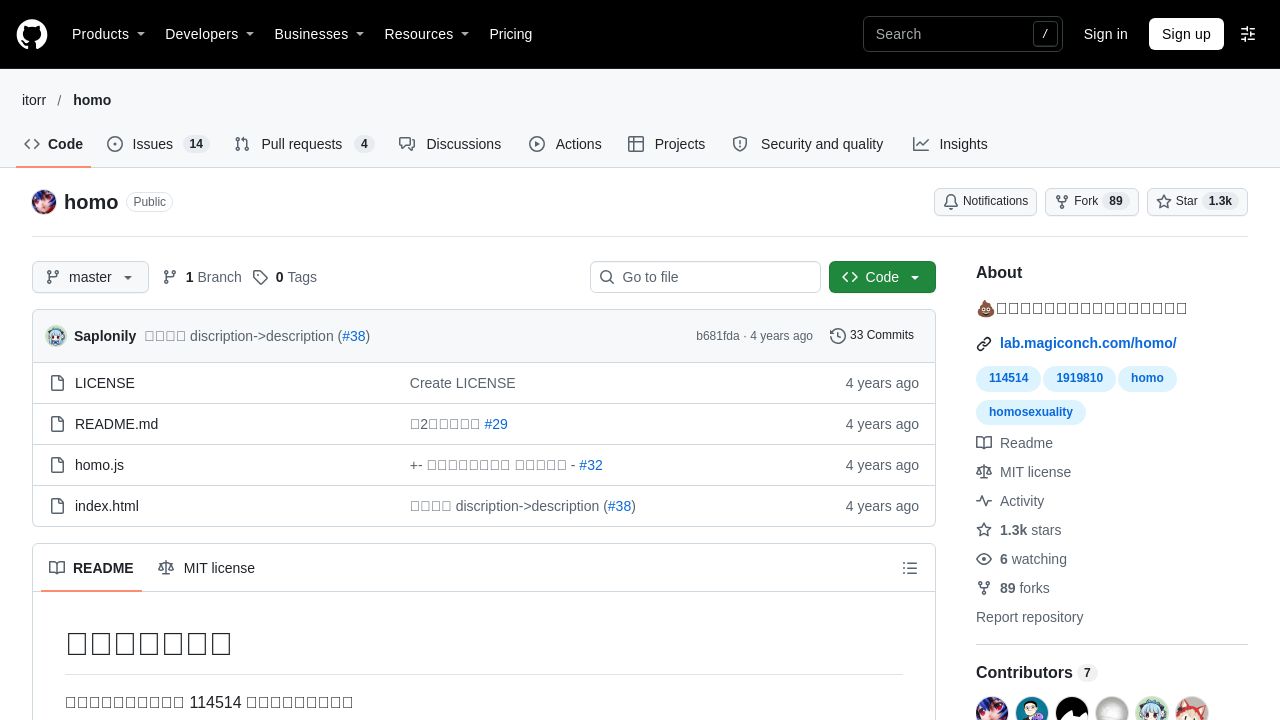 Products
Developers
Businesses
Resources
Pricing
Search
/
Sign in
Sign up
itorr / homo
Code
Issues 14
Pull requests 4
Discussions
Actions
Projects
Security and quality
Insights
homo Public
Notifications
Fork 89
Star 1.3k
master
1 Branch
0 Tags
Go to file
Code
Saplonily discription->description (#38)
b681fda · 4 years ago
33 Commits
LICENSE Create LICENSE 4 years ago
README.md 2 #29 4 years ago
homo.js +- - #32 4 years ago
index.html discription->description (#38) 4 years ago
README
MIT license
114514
About
💩
lab.magiconch.com/homo/
114514 1919810 homo
homosexuality
Readme
MIT license
Activity
1.3k stars
6 watching
89 forks
Report repository
Contributors 7